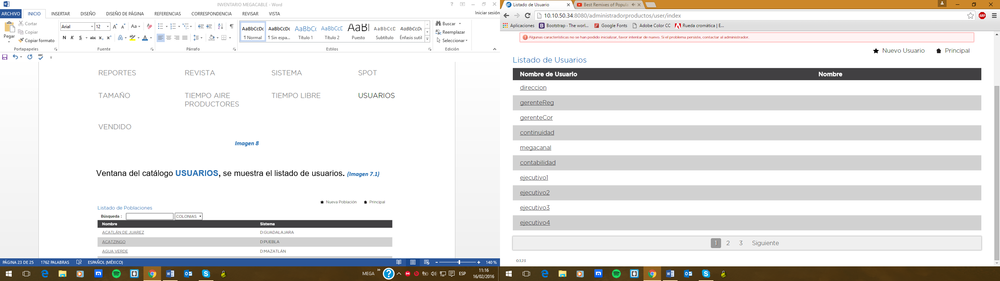 INVENTARIO MEGACABLE - Word
ARCHIVO INICIO INSERTAR DISEÑO DISEÑO DE PÁGINA REFERENCIAS CORRESPONDENCIA REVISAR VISTA Iniciar sesión
Pegar
Cortar
Copiar
Copiar formato
Portapapeles
Arial 12 Aa
N K S abc x₂ x²
Fuente
Párrafo
AaBbCcDc AaBbCcDc AaBbCc AaBbCcD AaB AaBbCcD AaBbCcDc
¶ Normal ¶ Sin espa... Título 1 Título 2 Puesto Subtítulo Énfasis sutil
Estilos
Buscar
Reemplazar
Seleccionar
Edición
REPORTES REVISTA SISTEMA SPOT
TAMAÑO TIEMPO AIRE PRODUCTORES TIEMPO LIBRE USUARIOS
VENDIDO
Imagen 8
Ventana del catálogo USUARIOS, se muestra el listado de usuarios. (Imagen 7.1)
Nueva Población Principal
Listado de Poblaciones
Búsqueda : COLONIAS
Nombre Sistema
ACATLÁN DE JUAREZ D:GUADALAJARA
ACATZINGO D:PUEBLA
AGUA VERDE D:MAZATLÁN
PÁGINA 23 DE 25 1762 PALABRAS ESPAÑOL (MÉXICO) 140 %
MEGA ESP 11:16
16/02/2016
Listado de Usuario Best Remixes of Popula
10.10.50.34:8080/administradorproductos/user/index
Aplicaciones Bootstrap · The worl... Google Fonts Adobe Color CC Rueda cromática | E...
Algunas características no se han podido inicializar, favor intentar de nuevo. Si el problema persiste, contactar al administrador.
Nuevo Usuario Principal
Listado de Usuarios
Nombre de Usuario Nombre
direccion
gerenteReg
gerenteCor
continuidad
megacanal
contabilidad
ejecutivo1
ejecutivo2
ejecutivo3
ejecutivo4
1 2 3 Siguiente
0.1.23